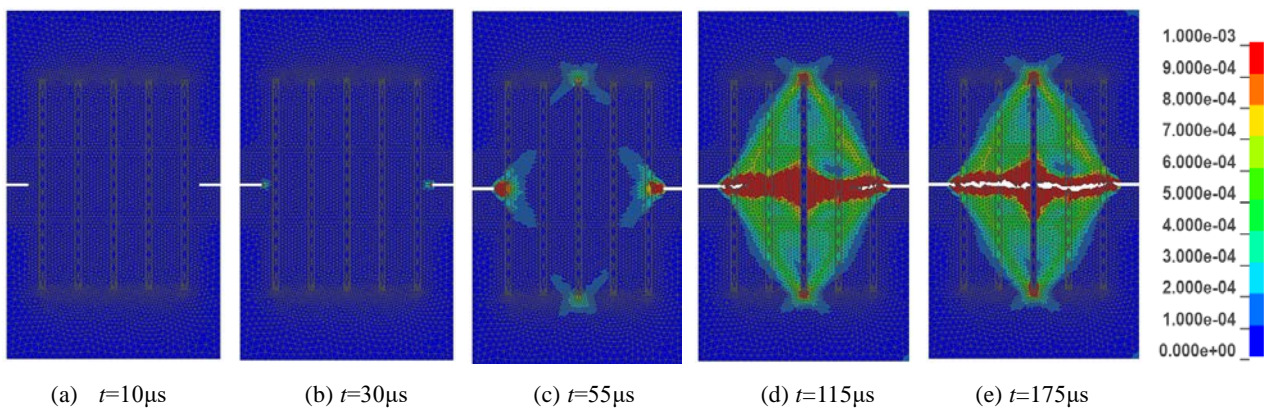 1.000e-03
9.000e-04
8.000e-04
7.000e-04
6.000e-04
5.000e-04
4.000e-04
3.000e-04
2.000e-04
1.000e-04
0.000e+00
(a) t=10μs
(b) t=30μs
(c) t=55μs
(d) t=115μs
(e) t=175μs